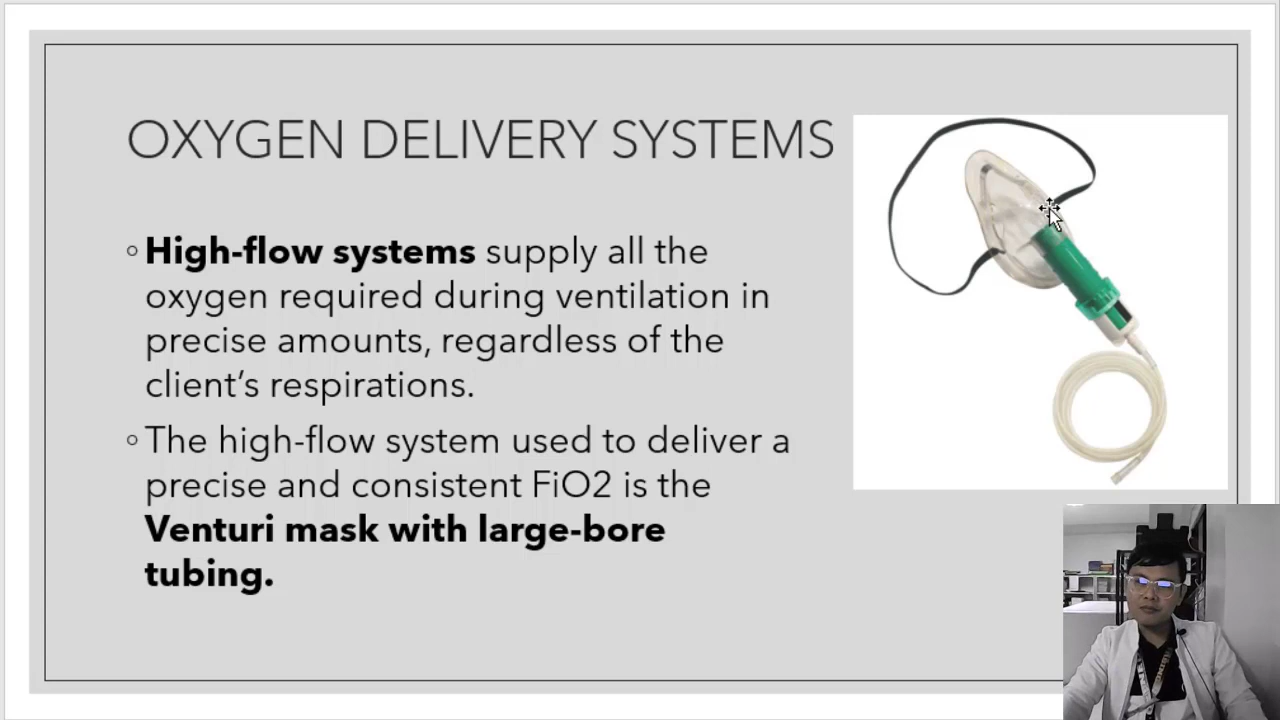 OXYGEN DELIVERY SYSTEMS
◦ High-flow systems supply all the
oxygen required during ventilation in
precise amounts, regardless of the
client’s respirations.
◦ The high-flow system used to deliver a
precise and consistent FiO2 is the
Venturi mask with large-bore
tubing.